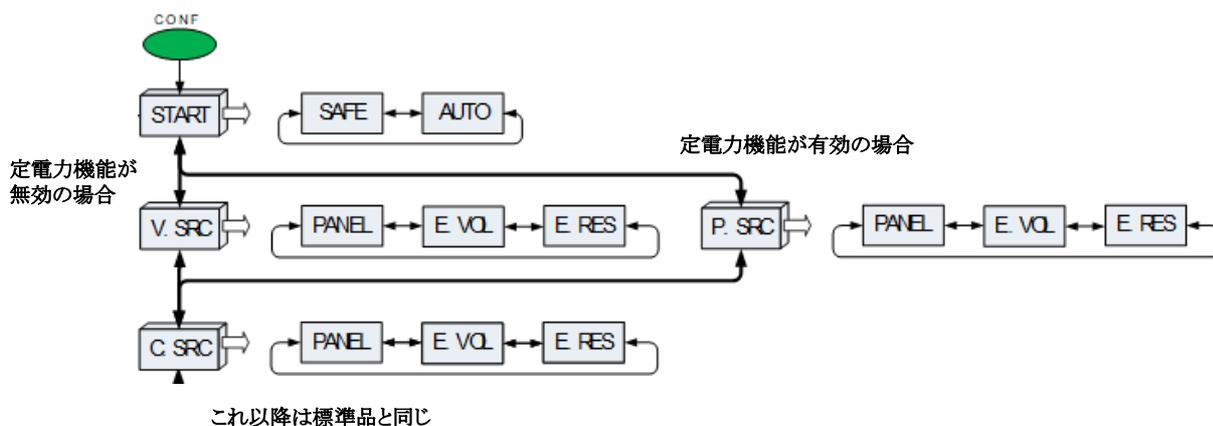 CONF
START
SAFE
AUTO
定電力機能が有効の場合
定電力機能が
無効の場合
V. SRC
PANEL
E. VOL
E. RES
P. SRC
PANEL
E. VOL
E. RES
C. SRC
PANEL
E. VOL
E. RES
これ以降は標準品と同じ